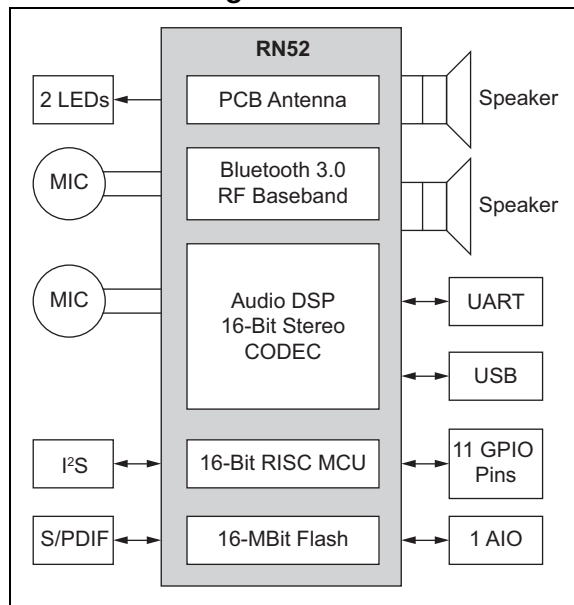 RN52
2 LEDs
PCB Antenna
Speaker
MIC
Bluetooth 3.0
RF Baseband
Speaker
MIC
Audio DSP
16-Bit Stereo
CODEC
UART
USB
I²S
16-Bit RISC MCU
11 GPIO
Pins
S/PDIF
16-MBit Flash
1 AIO